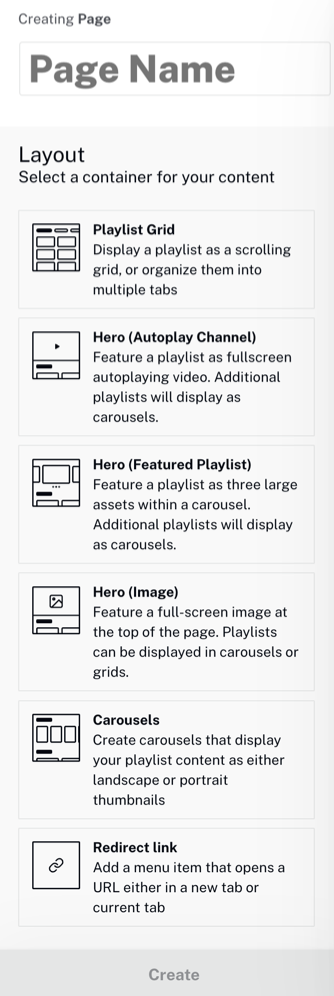 Creating Page
Page Name
Layout
Select a container for your content
Playlist Grid
Display a playlist as a scrolling
grid, or organize them into
multiple tabs
Hero (Autoplay Channel)
Feature a playlist as fullscreen
autoplaying video. Additional
playlists will display as
carousels.
Hero (Featured Playlist)
Feature a playlist as three large
assets within a carousel.
Additional playlists will display
as carousels.
Hero (Image)
Feature a full-screen image at
the top of the page. Playlists
can be displayed in carousels or
grids.
Carousels
Create carousels that display
your playlist content as either
landscape or portrait
thumbnails
Redirect link
Add a menu item that opens a
URL either in a new tab or
current tab
Create